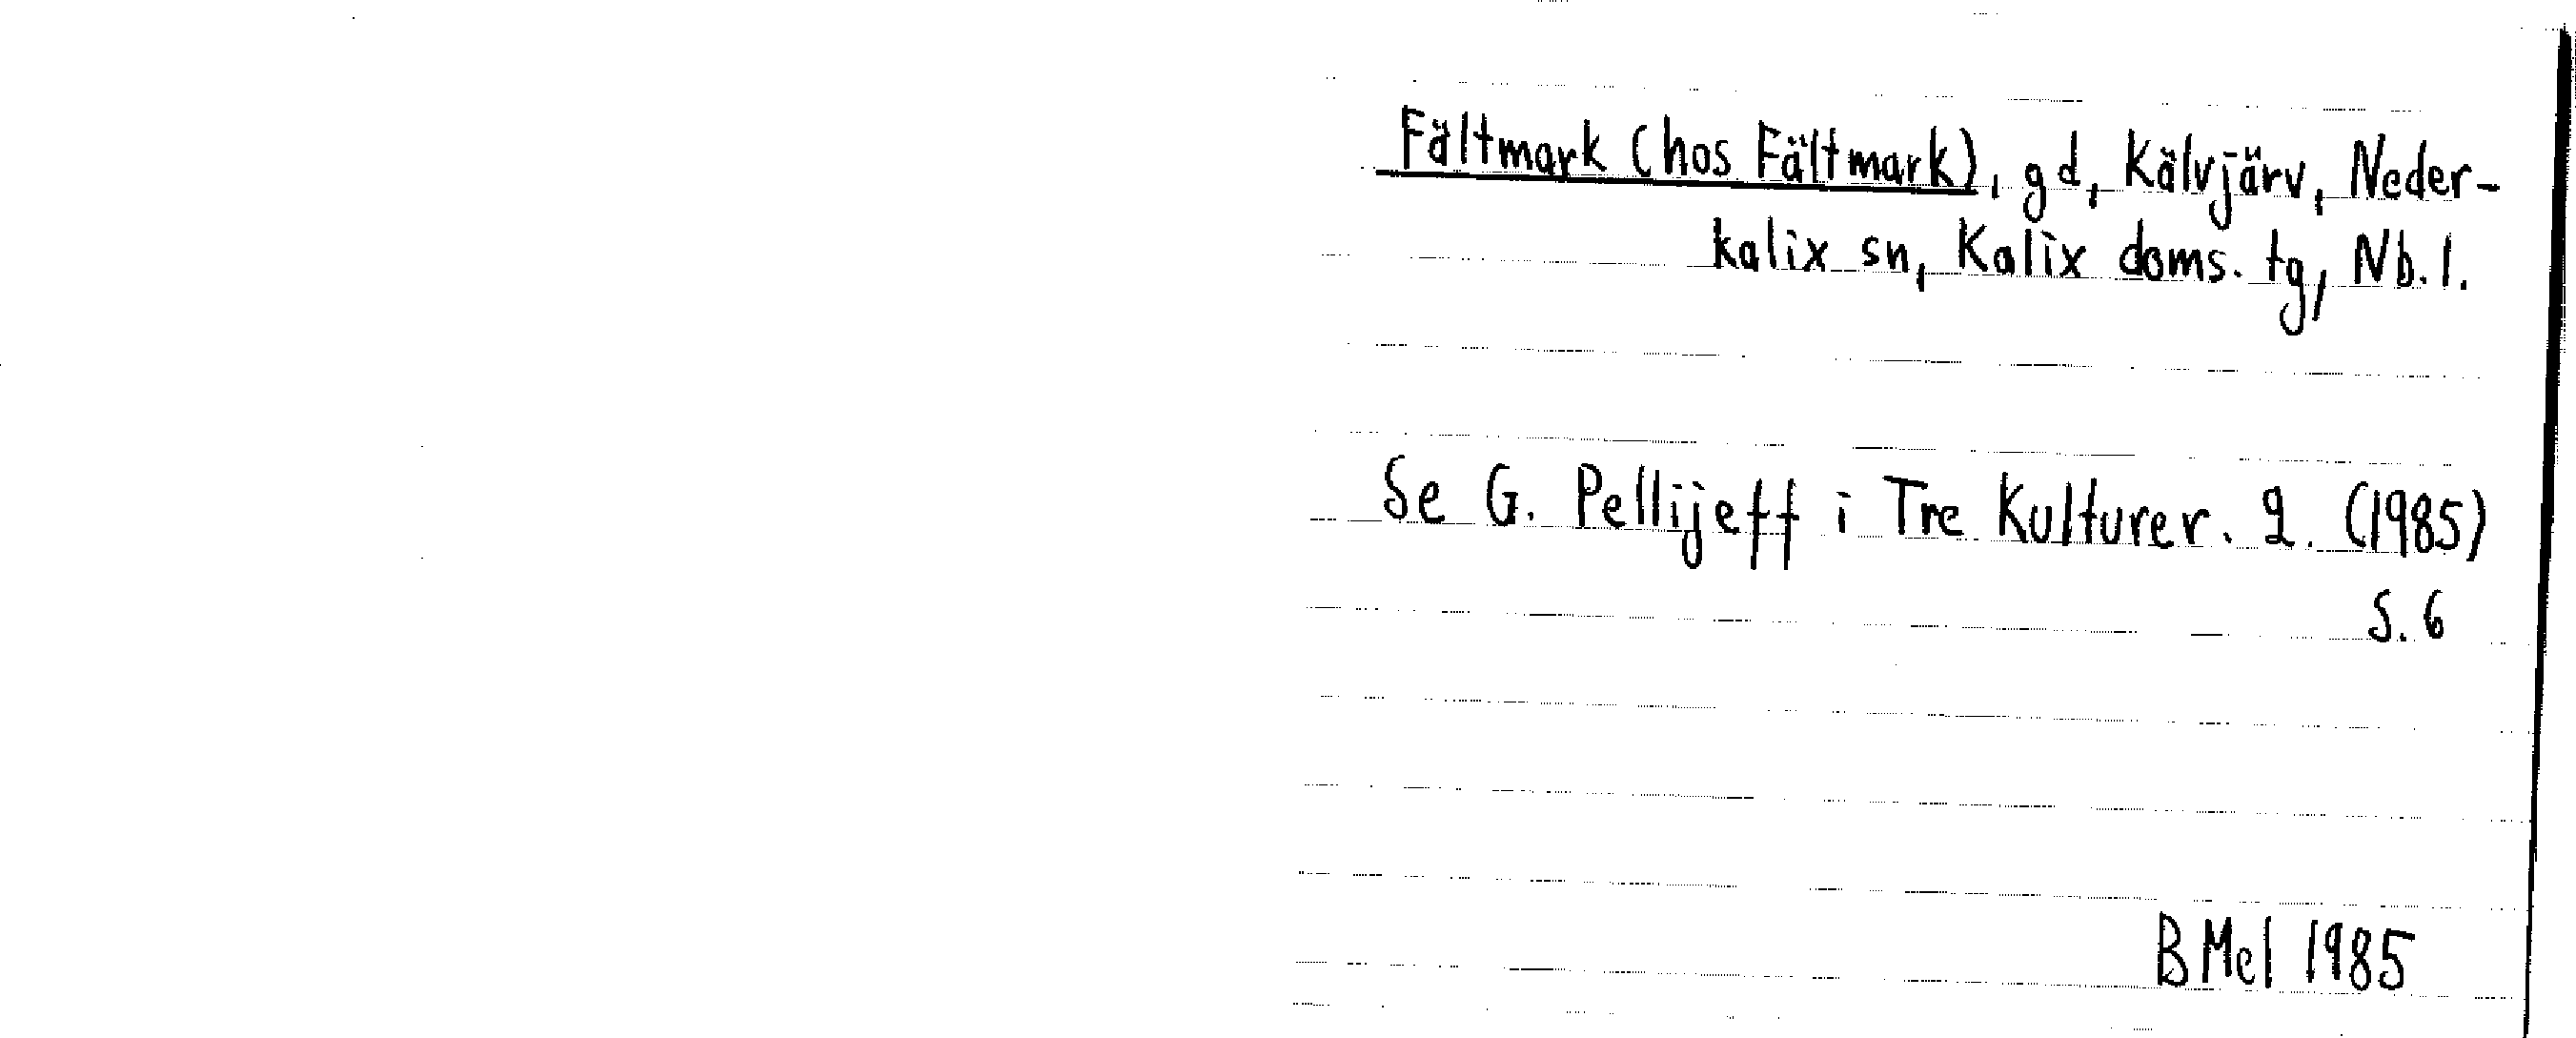 Fältmark (hos Fältmark), gd, Kälvjärv, Neder-
kalix sn, Kalix doms. tg, Nb. l.
Se G. Pellijeff i Tre Kulturer. 2. (1985)
S. 6
BMel 1985